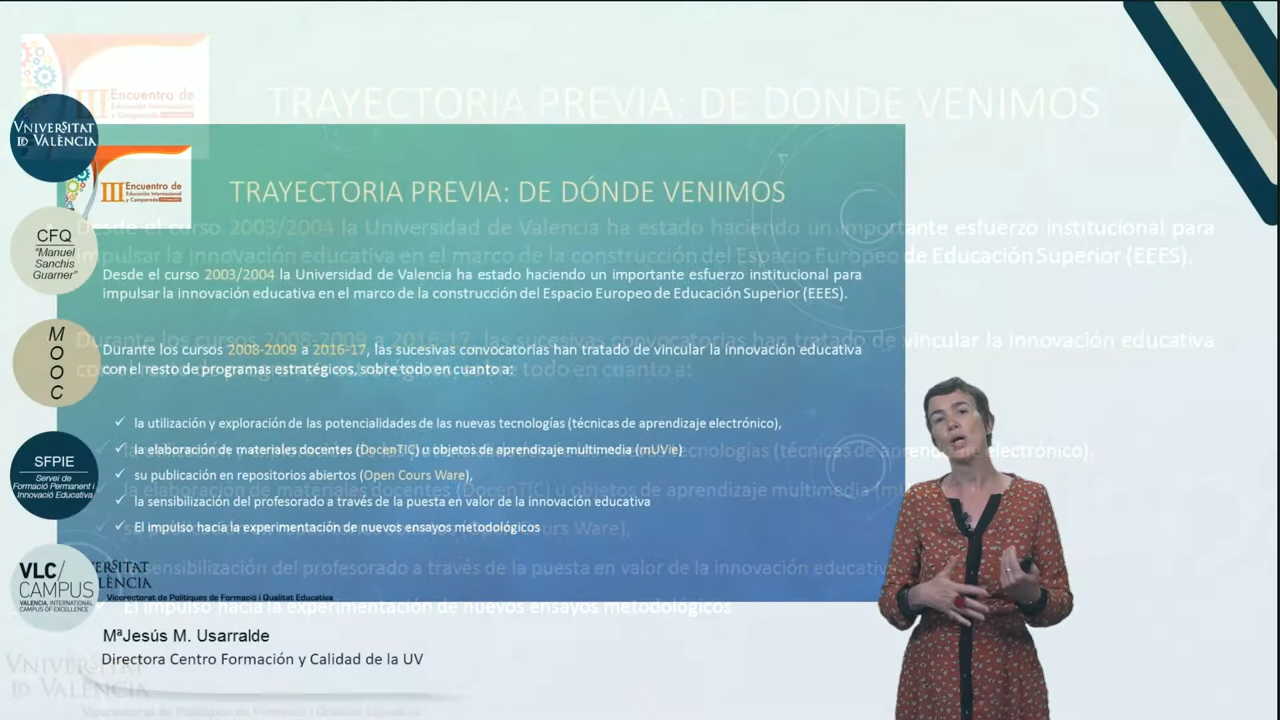 VNIVERSITAT
ID VALÈNCIA
CFQ
"Manuel
Sanchis
Guarner"
M
O
O
C
SFPIE
Servei de
Formació Permanent i
Innovació Educativa
VLC/
CAMPUS
VALENCIA, INTERNATIONAL
CAMPUS OF EXCELLENCE
III Encuentro de
Educación Internacional
y Comparada
TRAYECTORIA PREVIA: DE DÓNDE VENIMOS
Desde el curso 2003/2004 la Universidad de Valencia ha estado haciendo un importante esfuerzo institucional para
impulsar la innovación educativa en el marco de la construcción del Espacio Europeo de Educación Superior (EEES).
Durante los cursos 2008-2009 a 2016-17, las sucesivas convocatorias han tratado de vincular la innovación educativa
con el resto de programas estratégicos, sobre todo en cuanto a:
✓ la utilización y exploración de las potencialidades de las nuevas tecnologías (técnicas de aprendizaje electrónico),
✓ la elaboración de materiales docentes (DocenTIC) u objetos de aprendizaje multimedia (mUVie)
✓ su publicación en repositorios abiertos (Open Cours Ware),
✓ la sensibilización del profesorado a través de la puesta en valor de la innovación educativa
✓ El impulso hacia la experimentación de nuevos ensayos metodológicos
Vicerectorat de Polítiques de Formació i Qualitat Educativa
MªJesús M. Usarralde
Directora Centro Formación y Calidad de la UV